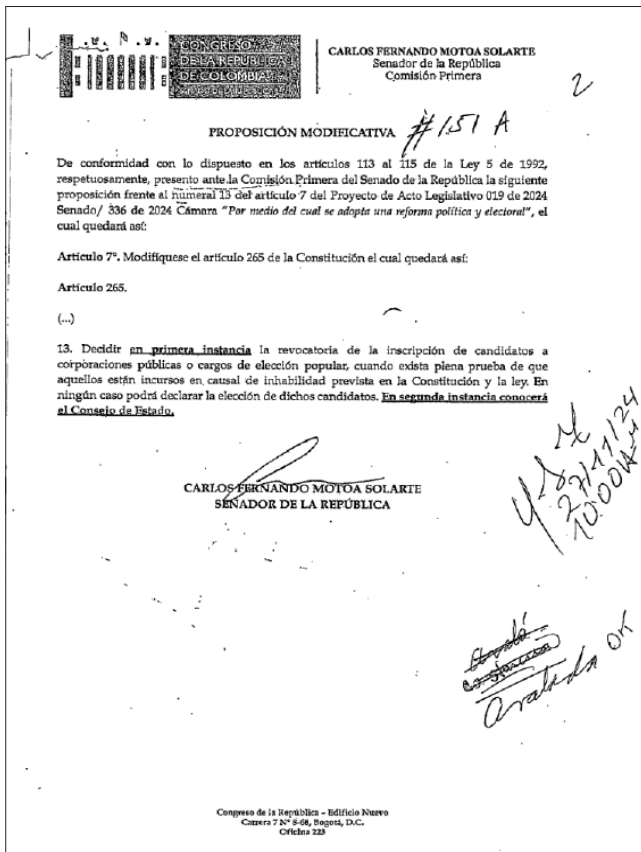 CONGRESO
DE LA REPÚBLICA
DE COLOMBIA
CARLOS FERNANDO MOTOA SOLARTE
Senador de la República
Comisión Primera
2
PROPOSICIÓN MODIFICATIVA #151 A
De conformidad con lo dispuesto en los artículos 113 al 115 de la Ley 5 de 1992,
respetuosamente, presento ante la Comisión Primera del Senado de la República la siguiente
proposición frente al numeral 13 del artículo 7 del Proyecto de Acto Legislativo 019 de 2024
Senado/ 336 de 2024 Cámara "Por medio del cual se adopta una reforma política y electoral", el
cual quedará así:
Artículo 7º. Modifíquese el artículo 265 de la Constitución el cual quedará así:
Artículo 265.
(...)
13. Decidir en primera instancia la revocatoria de la inscripción de candidatos a
corporaciones públicas o cargos de elección popular, cuando exista plena prueba de que
aquellos están incursos en causal de inhabilidad prevista en la Constitución y la ley. En
ningún caso podrá declarar la elección de dichos candidatos. En segunda instancia conocerá
el Consejo de Estado.
27/11/24
10:00
CARLOS FERNANDO MOTOA SOLARTE
SENADOR DE LA REPÚBLICA
Avalada OK
Congreso de la República – Edificio Nuevo
Carrera 7 Nº 8-68, Bogotá, D.C.
Oficina 223